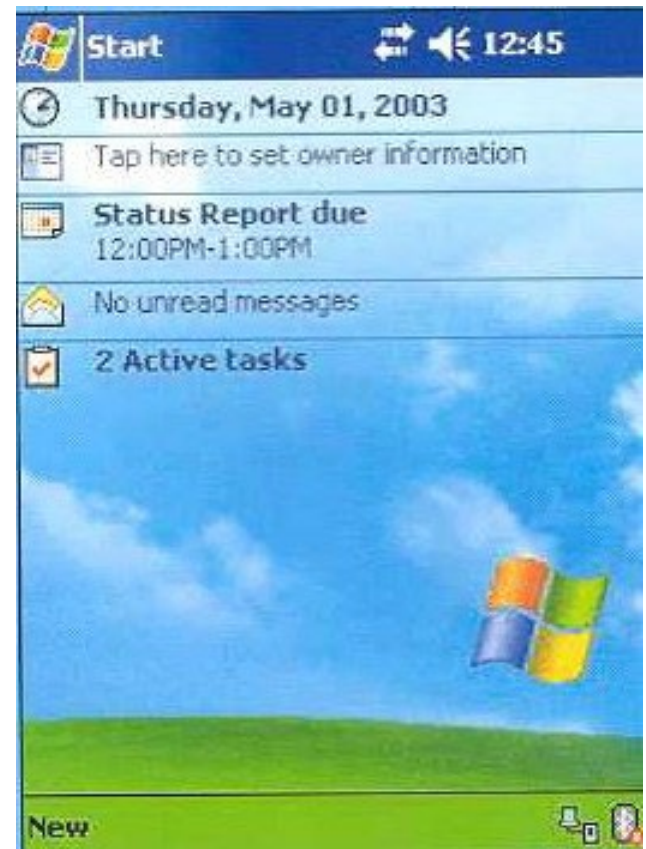 Start 12:45
Thursday, May 01, 2003
Tap here to set owner information
Status Report due
12:00PM-1:00PM
No unread messages
2 Active tasks
New